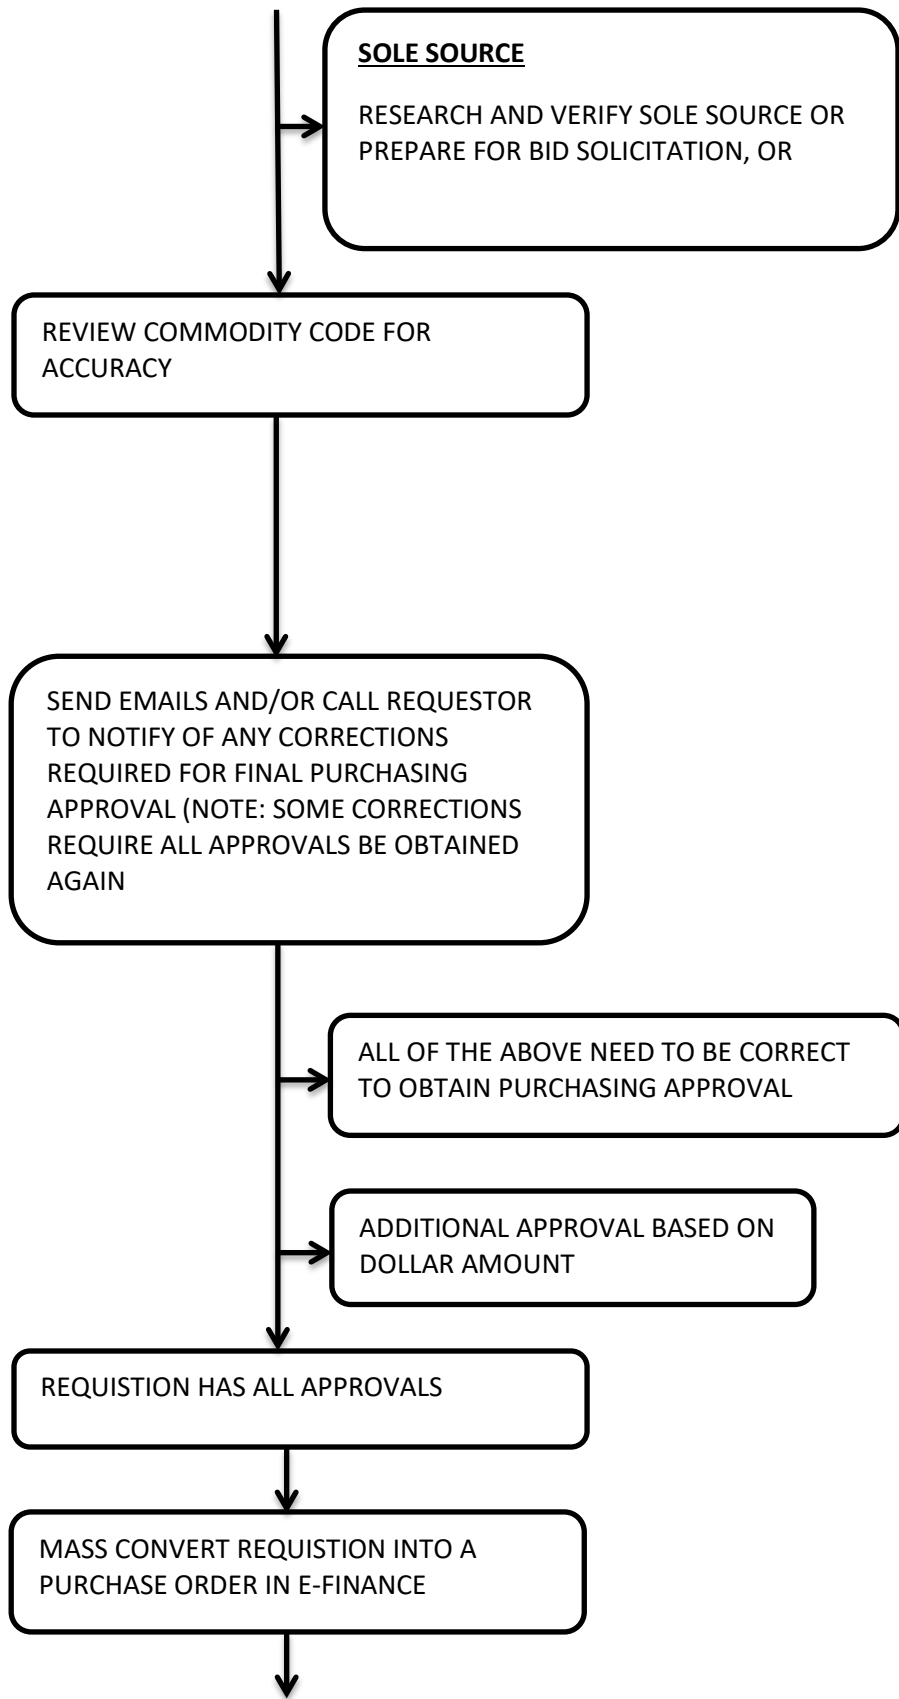 SOLE SOURCE
RESEARCH AND VERIFY SOLE SOURCE OR
PREPARE FOR BID SOLICITATION, OR
REVIEW COMMODITY CODE FOR
ACCURACY
SEND EMAILS AND/OR CALL REQUESTOR
TO NOTIFY OF ANY CORRECTIONS
REQUIRED FOR FINAL PURCHASING
APPROVAL (NOTE: SOME CORRECTIONS
REQUIRE ALL APPROVALS BE OBTAINED
AGAIN
ALL OF THE ABOVE NEED TO BE CORRECT
TO OBTAIN PURCHASING APPROVAL
ADDITIONAL APPROVAL BASED ON
DOLLAR AMOUNT
REQUISTION HAS ALL APPROVALS
MASS CONVERT REQUISTION INTO A
PURCHASE ORDER IN E-FINANCE